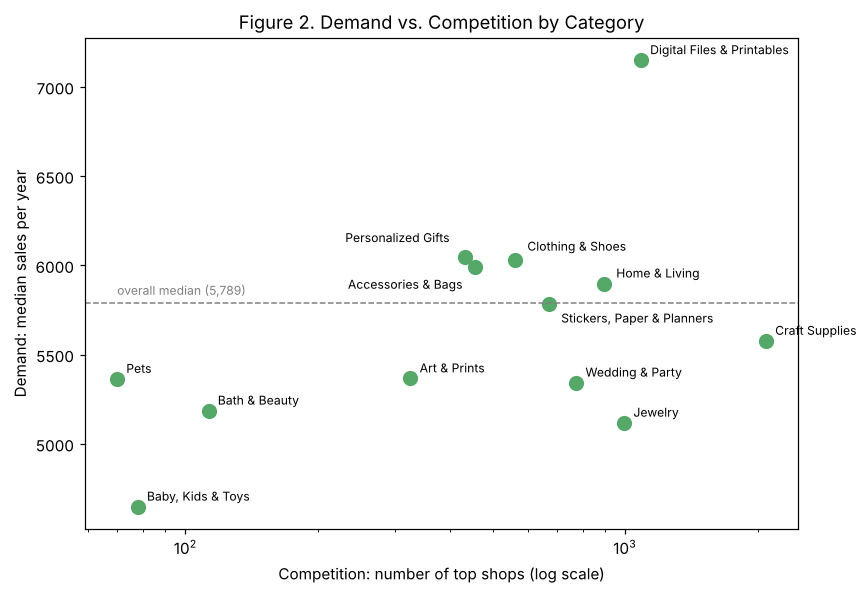 Figure 2. Demand vs. Competition by Category
Digital Files & Printables
7000
6500
Personalized Gifts
Clothing & Shoes
6000
Home & Living
Accessories & Bags
overall median (5,789)
Stickers, Paper & Planners
Craft Supplies
5500
Pets
Art & Prints
Wedding & Party
Bath & Beauty
Jewelry
5000
Baby, Kids & Toys
Demand: median sales per year
10² 10³
Competition: number of top shops (log scale)